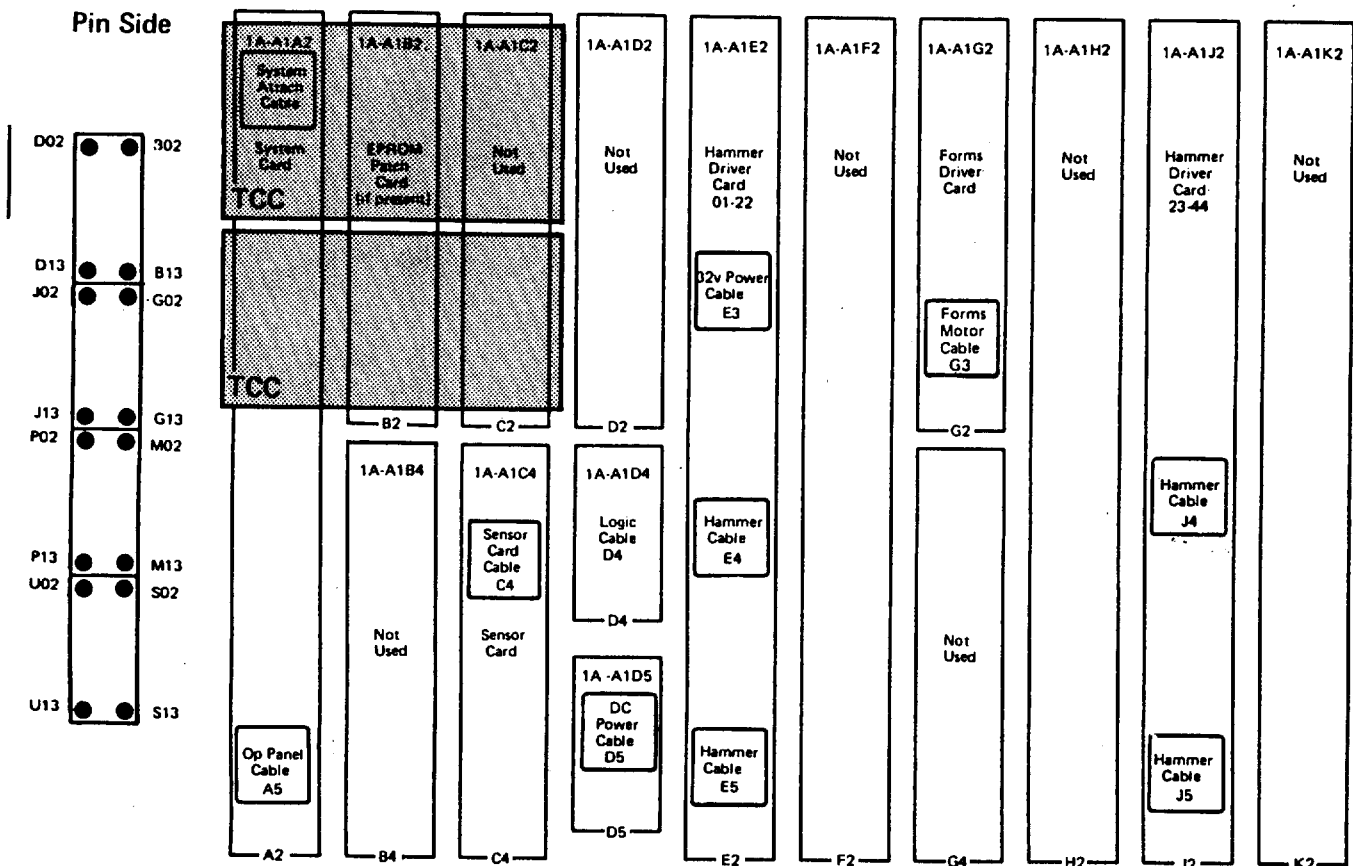 Pin Side
D02
302
D13
B13
J02
G02
J13
G13
P02
M02
P13
M13
U02
S02
U13
S13
1A-A1A2
System
Attach
Cable
System
Card
TCC
TCC
Op Panel
Cable
A5
A2
1A-A1B2
EPROM
Patch
Card
(if present)
B2
1A-A1B4
Not
Used
B4
1A-A1C2
Not
Used
C2
1A-A1C4
Sensor
Card
Cable
C4
Sensor
Card
C4
1A-A1D2
Not
Used
D2
1A-A1D4
Logic
Cable
D4
D4
1A -A1D5
DC
Power
Cable
D5
D5
1A-A1E2
Hammer
Driver
Card
01-22
32v Power
Cable
E3
Hammer
Cable
E4
Hammer
Cable
E5
E2
1A-A1F2
Not
Used
F2
1A-A1G2
Forms
Driver
Card
Forms
Motor
Cable
G3
G2
Not
Used
G4
1A-A1H2
Not
Used
H2
1A-A1J2
Hammer
Driver
Card
23-44
Hammer
Cable
J4
Hammer
Cable
J5
J2
1A-A1K2
Not
Used
K2